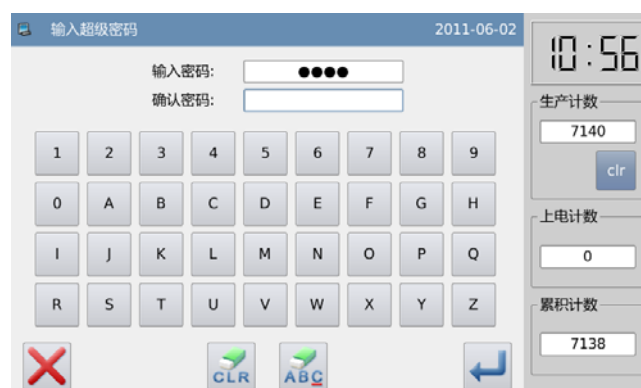 输入超级密码 2011-06-02
输入密码: ●●●●
确认密码:
1 2 3 4 5 6 7 8 9
0 A B C D E F G H
I J K L M N O P Q
R S T U V W X Y Z
CLR ABC
10:56
生产计数
7140
clr
上电计数
0
累积计数
7138